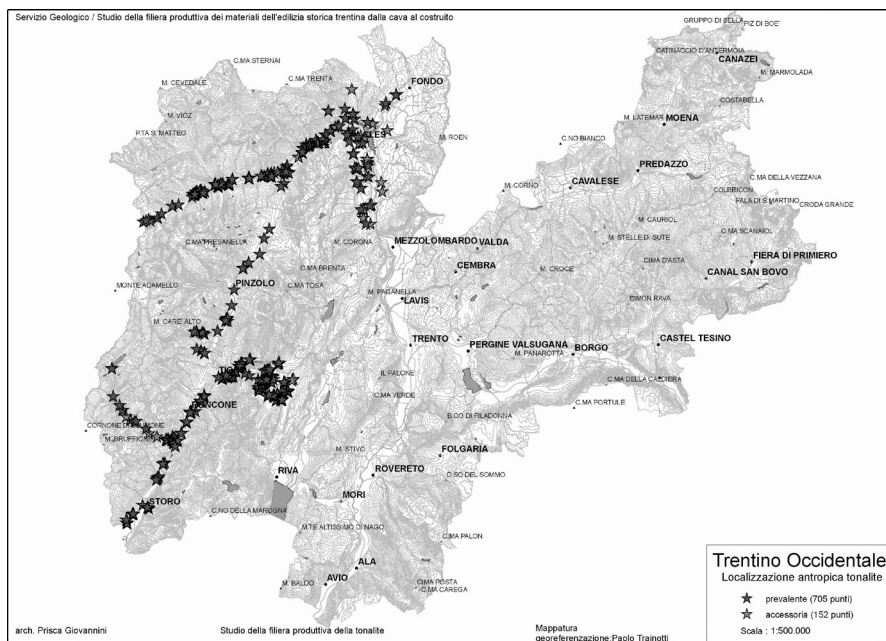 Servizio Geologico / Studio della filiera produttiva dei materiali dell'edilizia storica trentina dalla cava al costruito
GRUPPO DI SELLA
PIZ DI BOE'
C.MA STERNAI
CATINACCIO D'ANTERMOIA
CANAZEI
M. CEVEDALE
C.MA TRENTA
FONDO
M. MARMOLADA
M. VIOZ
COSTABELLA
P.TA S. MATTEO
M. LATEMAR
MOENA
M. ROEN
C.NO BIANCO
PREDAZZO
C.MA DELLA VEZZANA
M. CORNO
CAVALESE
COLBRICON
PALA DI S.MARTINO
CRODA GRANDE
M. CAURIOL
C.MA PRESANELLA
M. CORONA
MEZZOLOMBARDO
VALDA
M. STELLE D. SUTE
C.MA SCANAIOL
C.MA BRENTA
CEMBRA
M. CROCE
CIMA D'ASTA
FIERA DI PRIMIERO
MONTE ADAMELLO
PINZOLO
C.MA TOSA
CANAL SAN BOVO
M. PAGANELLA
LAVIS
CIMON RAVA
M. CARE' ALTO
TRENTO
PERGINE VALSUGANA
M. PANAROTTA
BORGO
CASTEL TESINO
IL PALONE
C.MA DELLA CALDIERA
C.MA VERDE
C.MA PORTULE
B.CO DI FILADONNA
M. STIVO
FOLGARIA
RIVA
ROVERETO
C.SO DEL SOMMO
STORO
MORI
C.NO DELLA MAROGNA
M.TE ALTISSIMO DI NAGO
C.MA PALON
ALA
M. BALDO
AVIO
CIMA POSTA
C.MA CAREGA
Trentino Occidentale
Localizzazione antropica tonalite
prevalente (705 punti)
accessoria (152 punti)
Scala : 1:500.000
arch. Prisca Giovannini
Studio della filiera produttiva della tonalite
Mappatura
georeferenzazione:Paolo Trainotti